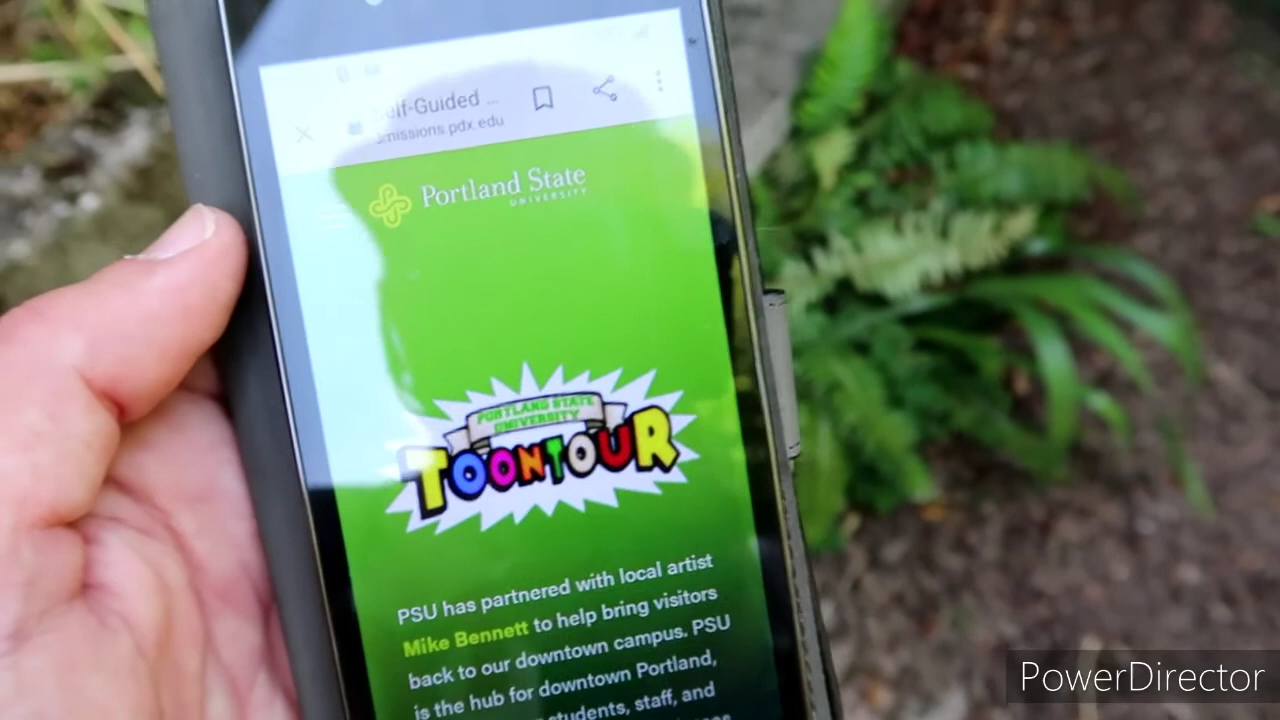 Self-Guided ...
missions.pdx.edu
Portland State
UNIVERSITY
PORTLAND STATE
UNIVERSITY
TOONTOUR
PSU has partnered with local artist
Mike Bennett to help bring visitors
back to our downtown campus. PSU
is the hub for downtown Portland,
students, staff, and
PowerDirector